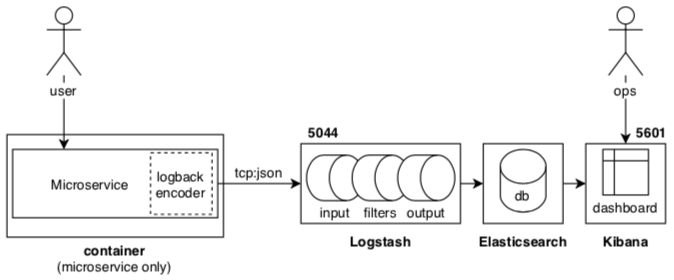 user
ops
5044
5601
Microservice
logback
encoder
tcp:json
input filters output
db
dashboard
container
(microservice only)
Logstash
Elasticsearch
Kibana